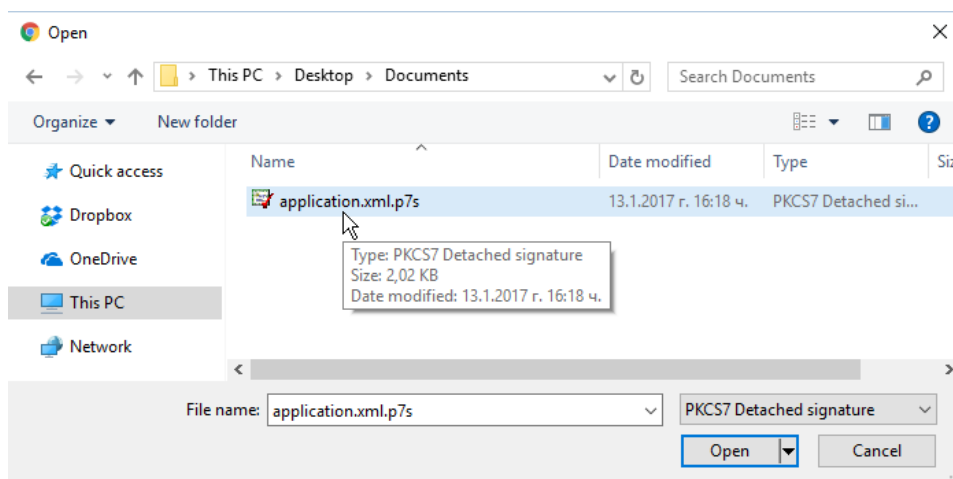 Open
This PC > Desktop > Documents
Search Documents
Organize
New folder
?
Name
Date modified
Type
Siz
Quick access
Dropbox
OneDrive
This PC
Network
application.xml.p7s
13.1.2017 г. 16:18 ч.
PKCS7 Detached si...
Type: PKCS7 Detached signature
Size: 2,02 KB
Date modified: 13.1.2017 г. 16:18 ч.
File name:
application.xml.p7s
PKCS7 Detached signature
Open
Cancel